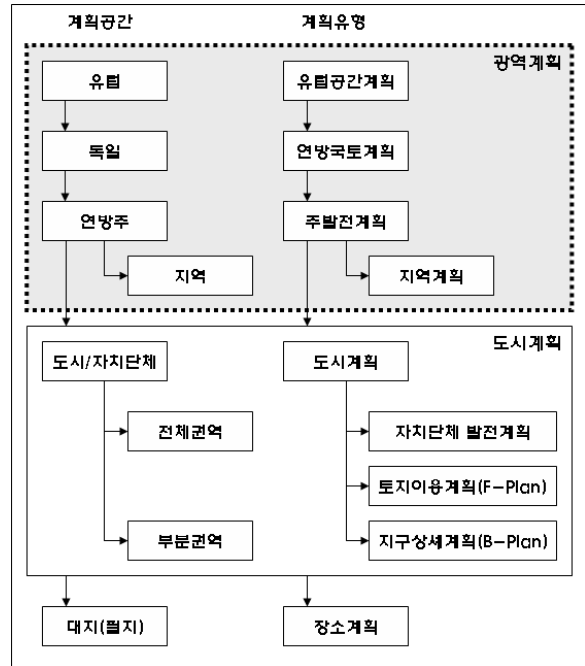 계획공간 계획유형
광역계획
유럽 유럽공간계획
독일 연방국토계획
연방주 주발전계획
지역 지역계획
도시계획
도시/자치단체 도시계획
전체권역 자치단체 발전계획
토지이용계획(F-Plan)
부분권역 지구상세계획(B-Plan)
대지(필지) 장소계획